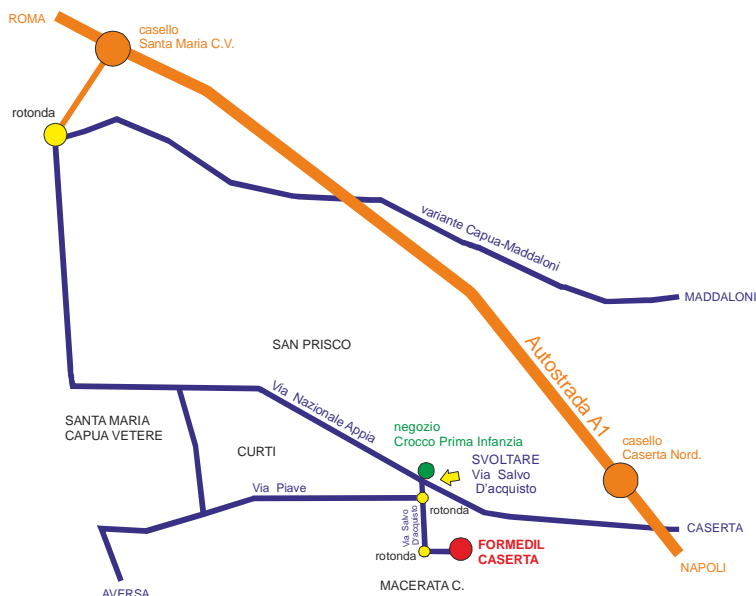 ROMA
casello
Santa Maria C.V.
rotonda
variante Capua-Maddaloni
MADDALONI
SAN PRISCO
Autostrada A1
Via Nazionale Appia
SANTA MARIA
CAPUA VETERE
negozio
Crocco Prima Infanzia
casello
Caserta Nord.
CURTI
SVOLTARE
Via Salvo
D'acquisto
Via Piave
rotonda
Via Salvo
D'acquisto
CASERTA
rotonda
FORMEDIL
CASERTA
NAPOLI
MACERATA C.
AVERSA